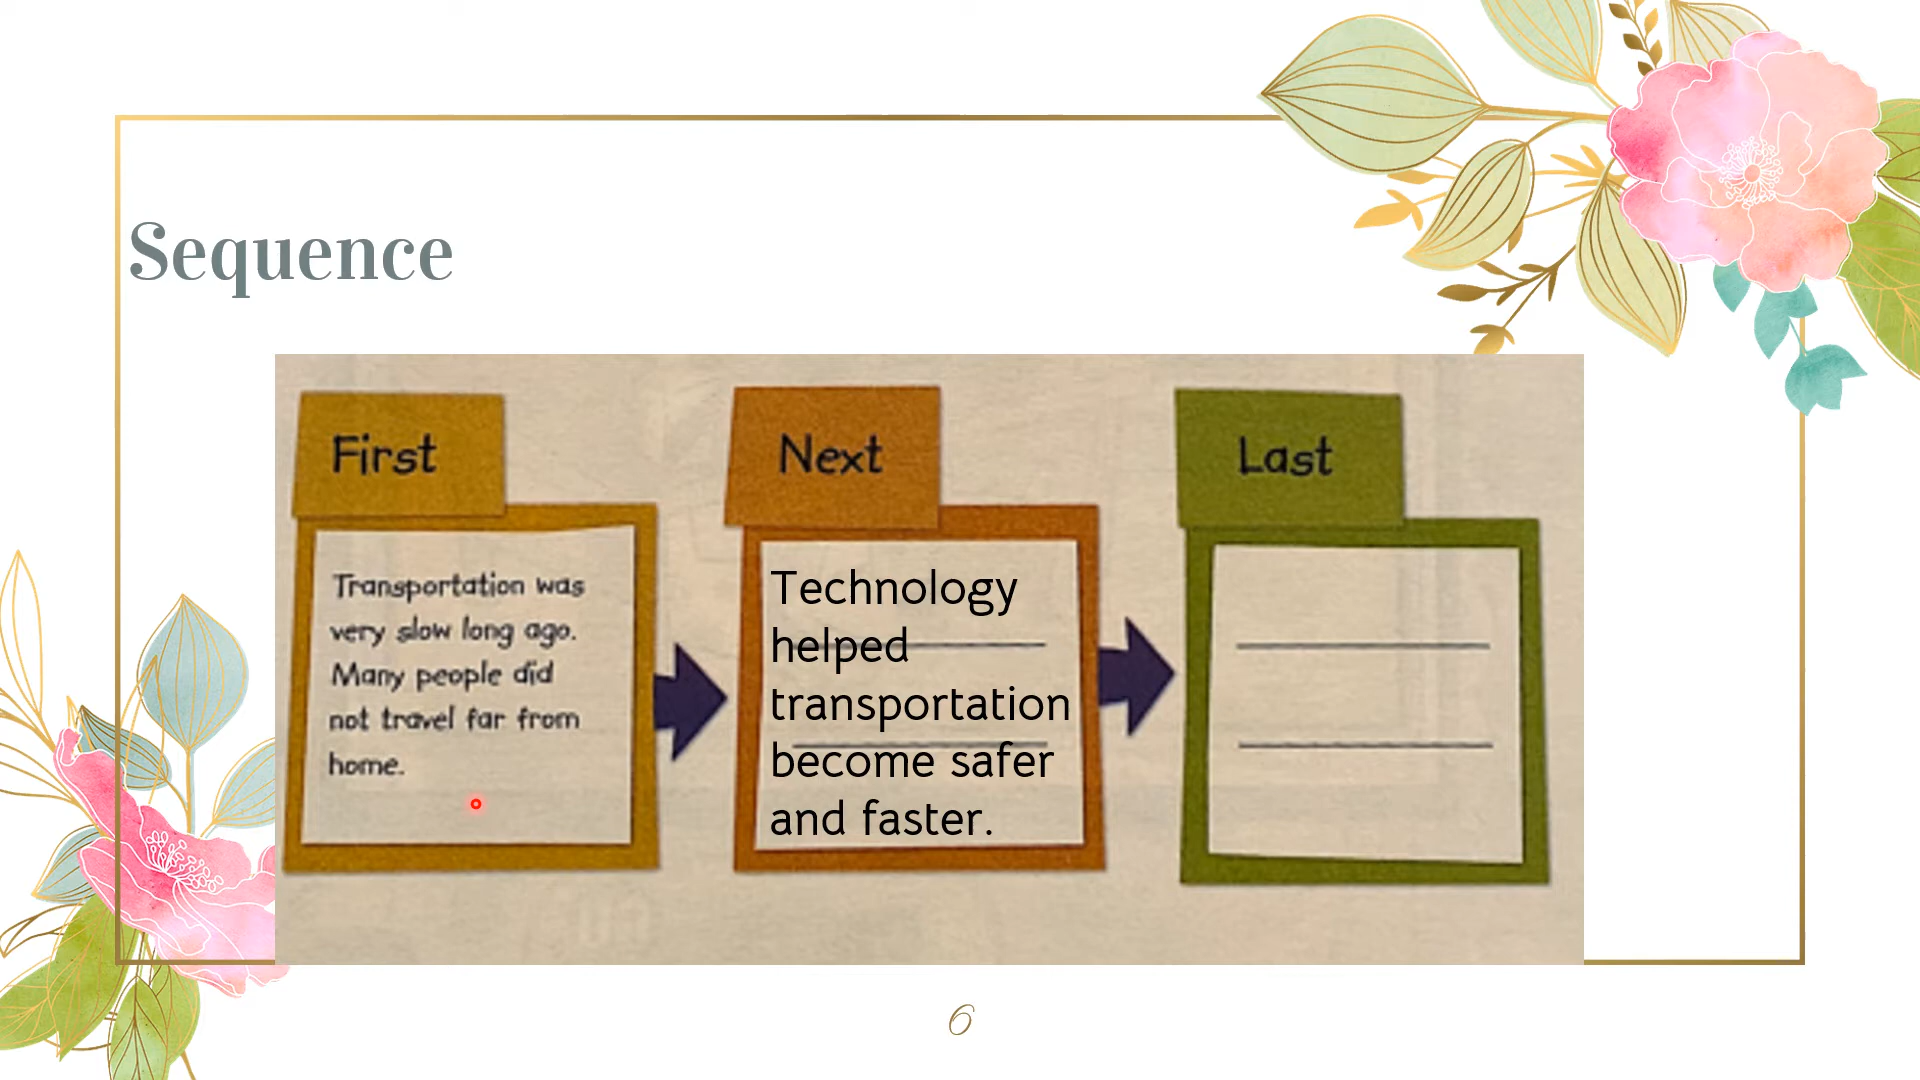 Sequence
First
Transportation was
very slow long ago.
Many people did
not travel far from
home.
Next
Technology
helped
transportation
become safer
and faster.
Last
6